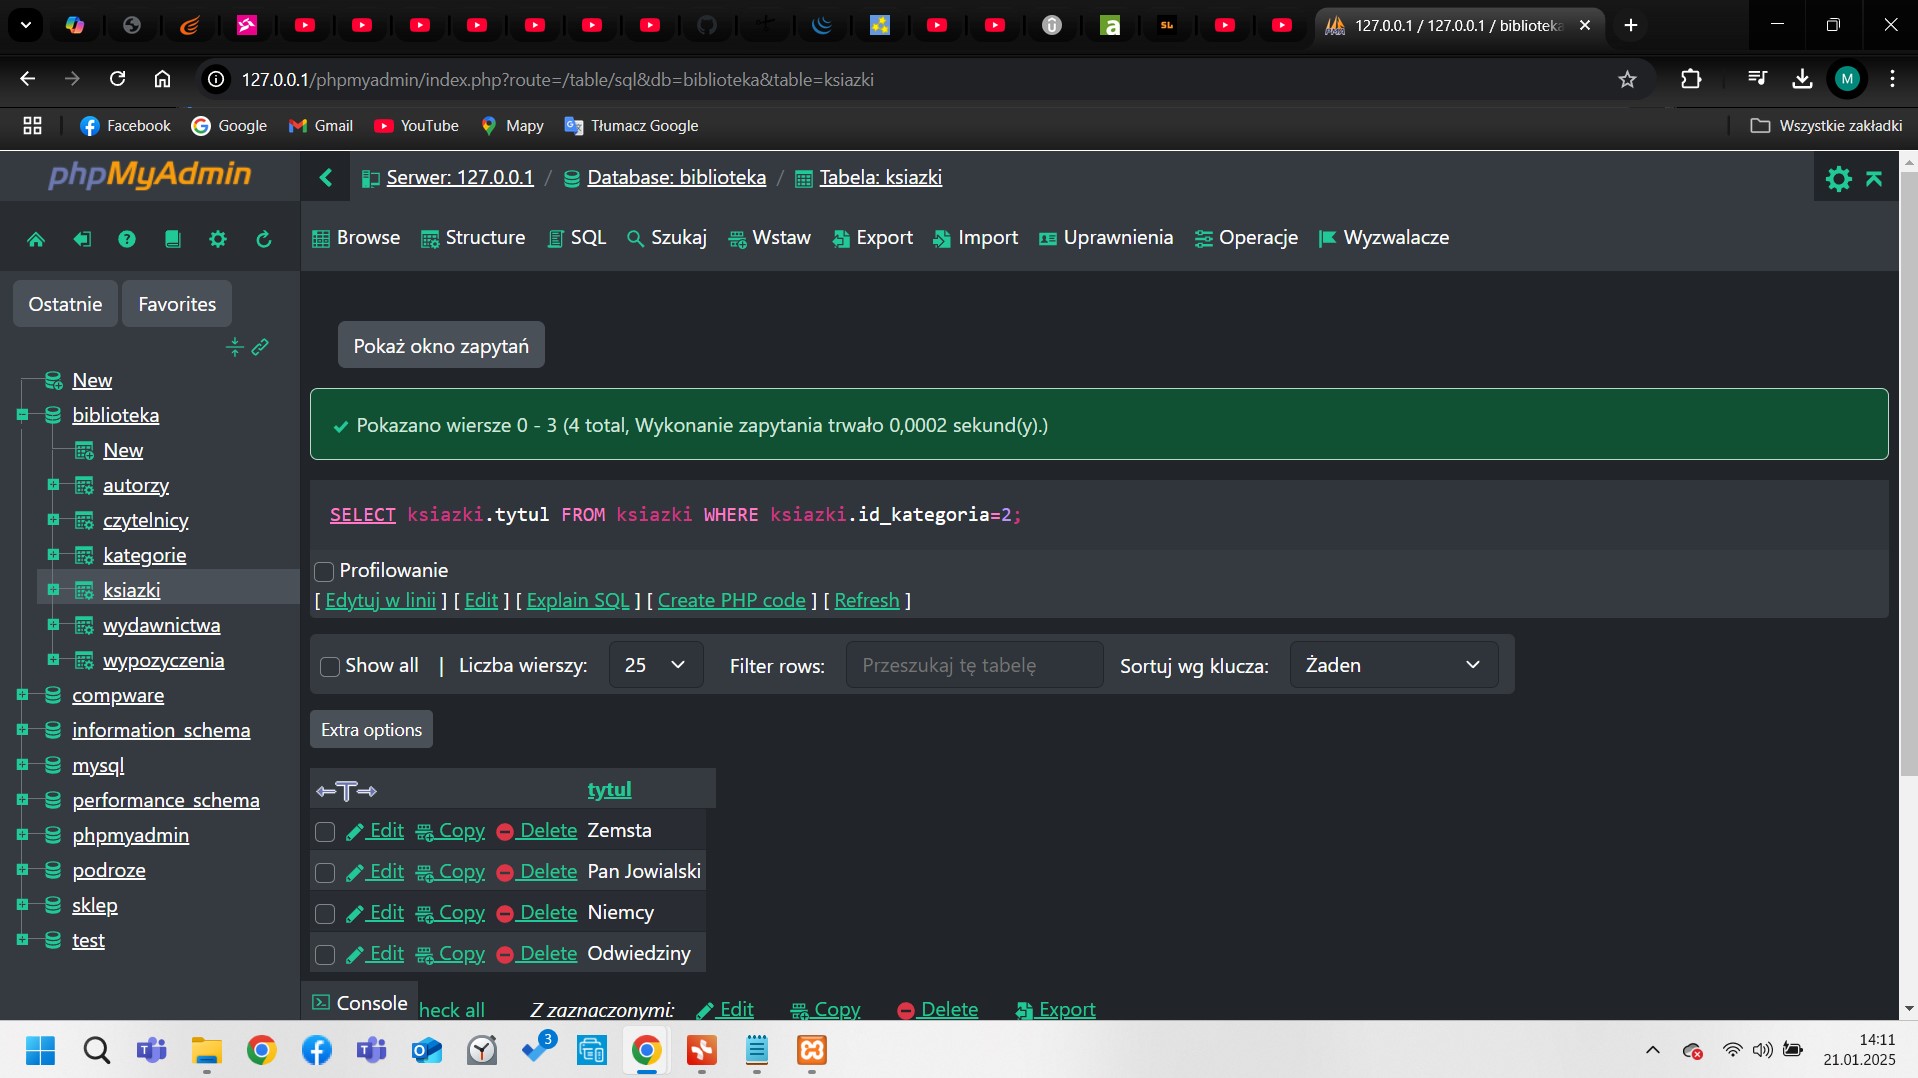 127.0.0.1 / 127.0.0.1 / biblioteka
127.0.0.1/phpmyadmin/index.php?route=/table/sql&db=biblioteka&table=ksiazki
M
Facebook
Google
Gmail
YouTube
Mapy
Tłumacz Google
Wszystkie zakładki
phpMyAdmin
Serwer: 127.0.0.1 / Database: biblioteka / Tabela: ksiazki
Browse
Structure
SQL
Szukaj
Wstaw
Export
Import
Uprawnienia
Operacje
Wyzwalacze
Ostatnie
Favorites
New
biblioteka
New
autorzy
czytelnicy
kategorie
ksiazki
wydawnictwa
wypozyczenia
compware
information_schema
mysql
performance_schema
phpmyadmin
podroze
sklep
test
Pokaż okno zapytań
Pokazano wiersze 0 - 3 (4 total, Wykonanie zapytania trwało 0,0002 sekund(y).)
SELECT ksiazki.tytul FROM ksiazki WHERE ksiazki.id_kategoria=2;
Profilowanie
[ Edytuj w linii ] [ Edit ] [ Explain SQL ] [ Create PHP code ] [ Refresh ]
Show all | Liczba wierszy: 25 Filter rows: Przeszukaj tę tabelę Sortuj wg klucza: Żaden
Extra options
←T→ tytul
Edit Copy Delete Zemsta
Edit Copy Delete Pan Jowialski
Edit Copy Delete Niemcy
Edit Copy Delete Odwiedziny
Console heck all Z zaznaczonymi: Edit Copy Delete Export
3
14:11
21.01.2025